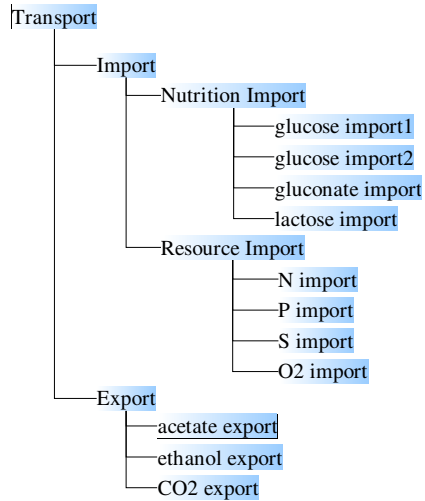 Transport
Import
Nutrition Import
glucose import1
glucose import2
gluconate import
lactose import
Resource Import
N import
P import
S import
O2 import
Export
acetate export
ethanol export
CO2 export